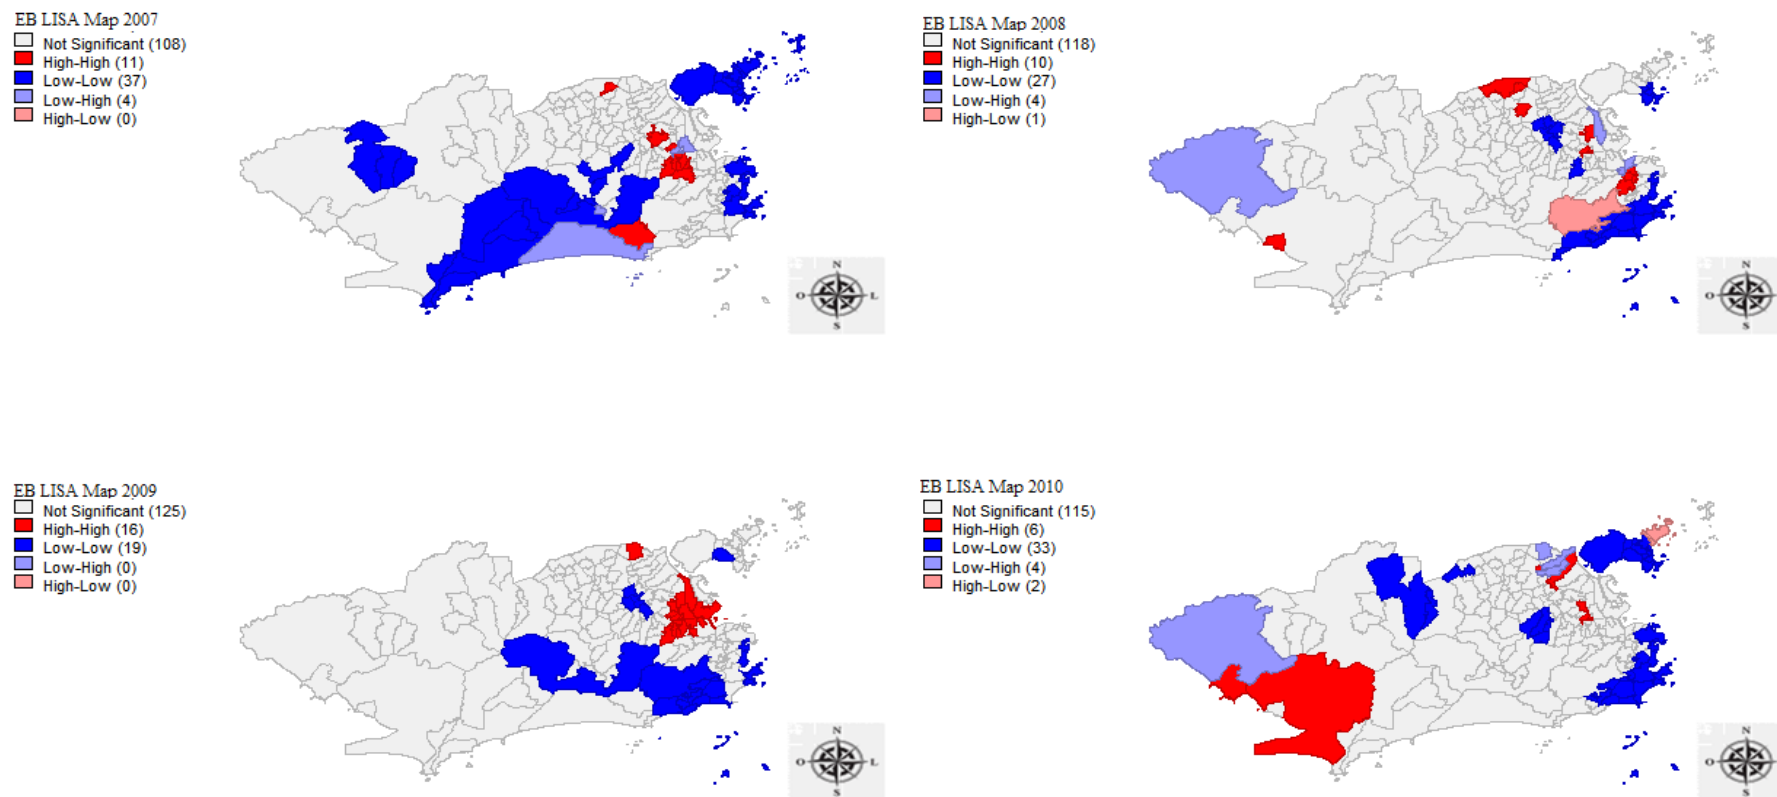 EB LISA Map 2007
Not Significant (108)
High-High (11)
Low-Low (37)
Low-High (4)
High-Low (0)
N
O
L
S
EB LISA Map 2008
Not Significant (118)
High-High (10)
Low-Low (27)
Low-High (4)
High-Low (1)
N
O
S
EB LISA Map 2009
Not Significant (125)
High-High (16)
Low-Low (19)
Low-High (0)
High-Low (0)
N
O
L
S
EB LISA Map 2010
Not Significant (115)
High-High (6)
Low-Low (33)
Low-High (4)
High-Low (2)
N
O
S